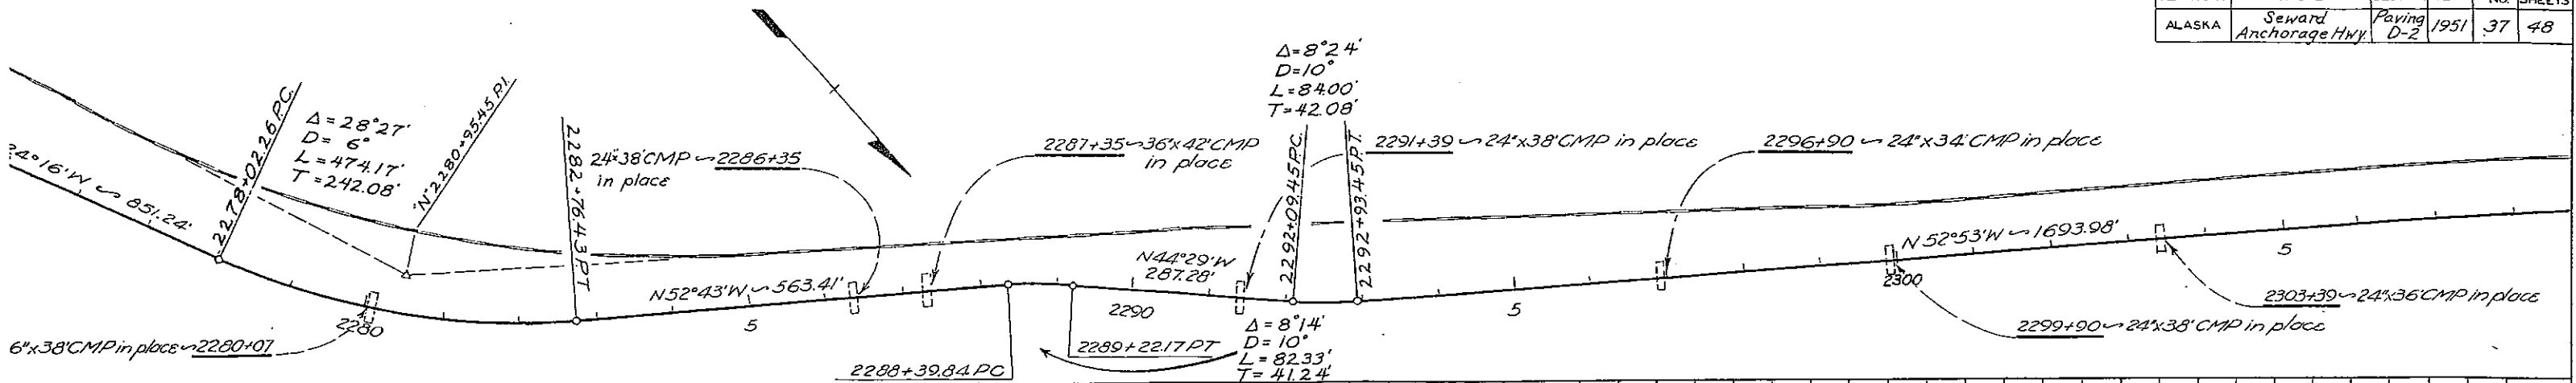 ALASKA Seward Anchorage Hwy. Paving D-2 1951 37 48
NO. SHEETS
24°16'W ~ 851.24'
2278+02.26 P.C.
Δ=28°27'
D= 6°
L=474.17'
T=242.08'
2280+95.45 P.I.
2282+76.43 P.T.
24"x38'CMP ~ 2286+35
in place
2287+35 ~ 36"x42'CMP
in place
Δ=8°24'
D=10°
L=84.00'
T=42.08'
2292+09.45 P.C.
2292+93.45 P.T.
2291+39 ~ 24"x38'CMP in place
2296+90 ~ 24"x34'CMP in place
N52°43'W ~ 563.41'
N44°29'W
287.28'
N 52°53'W ~ 1693.98'
2280
5
2290
5
2300
5
6"x38'CMP in place ~ 2280+07
2288+39.84 PC
2289+22.17 PT
Δ=8°14'
D=10°
L=82.33'
T=41.24'
2299+90 ~ 24"x38'CMP in place
2303+39 ~ 24"x36'CMP in place